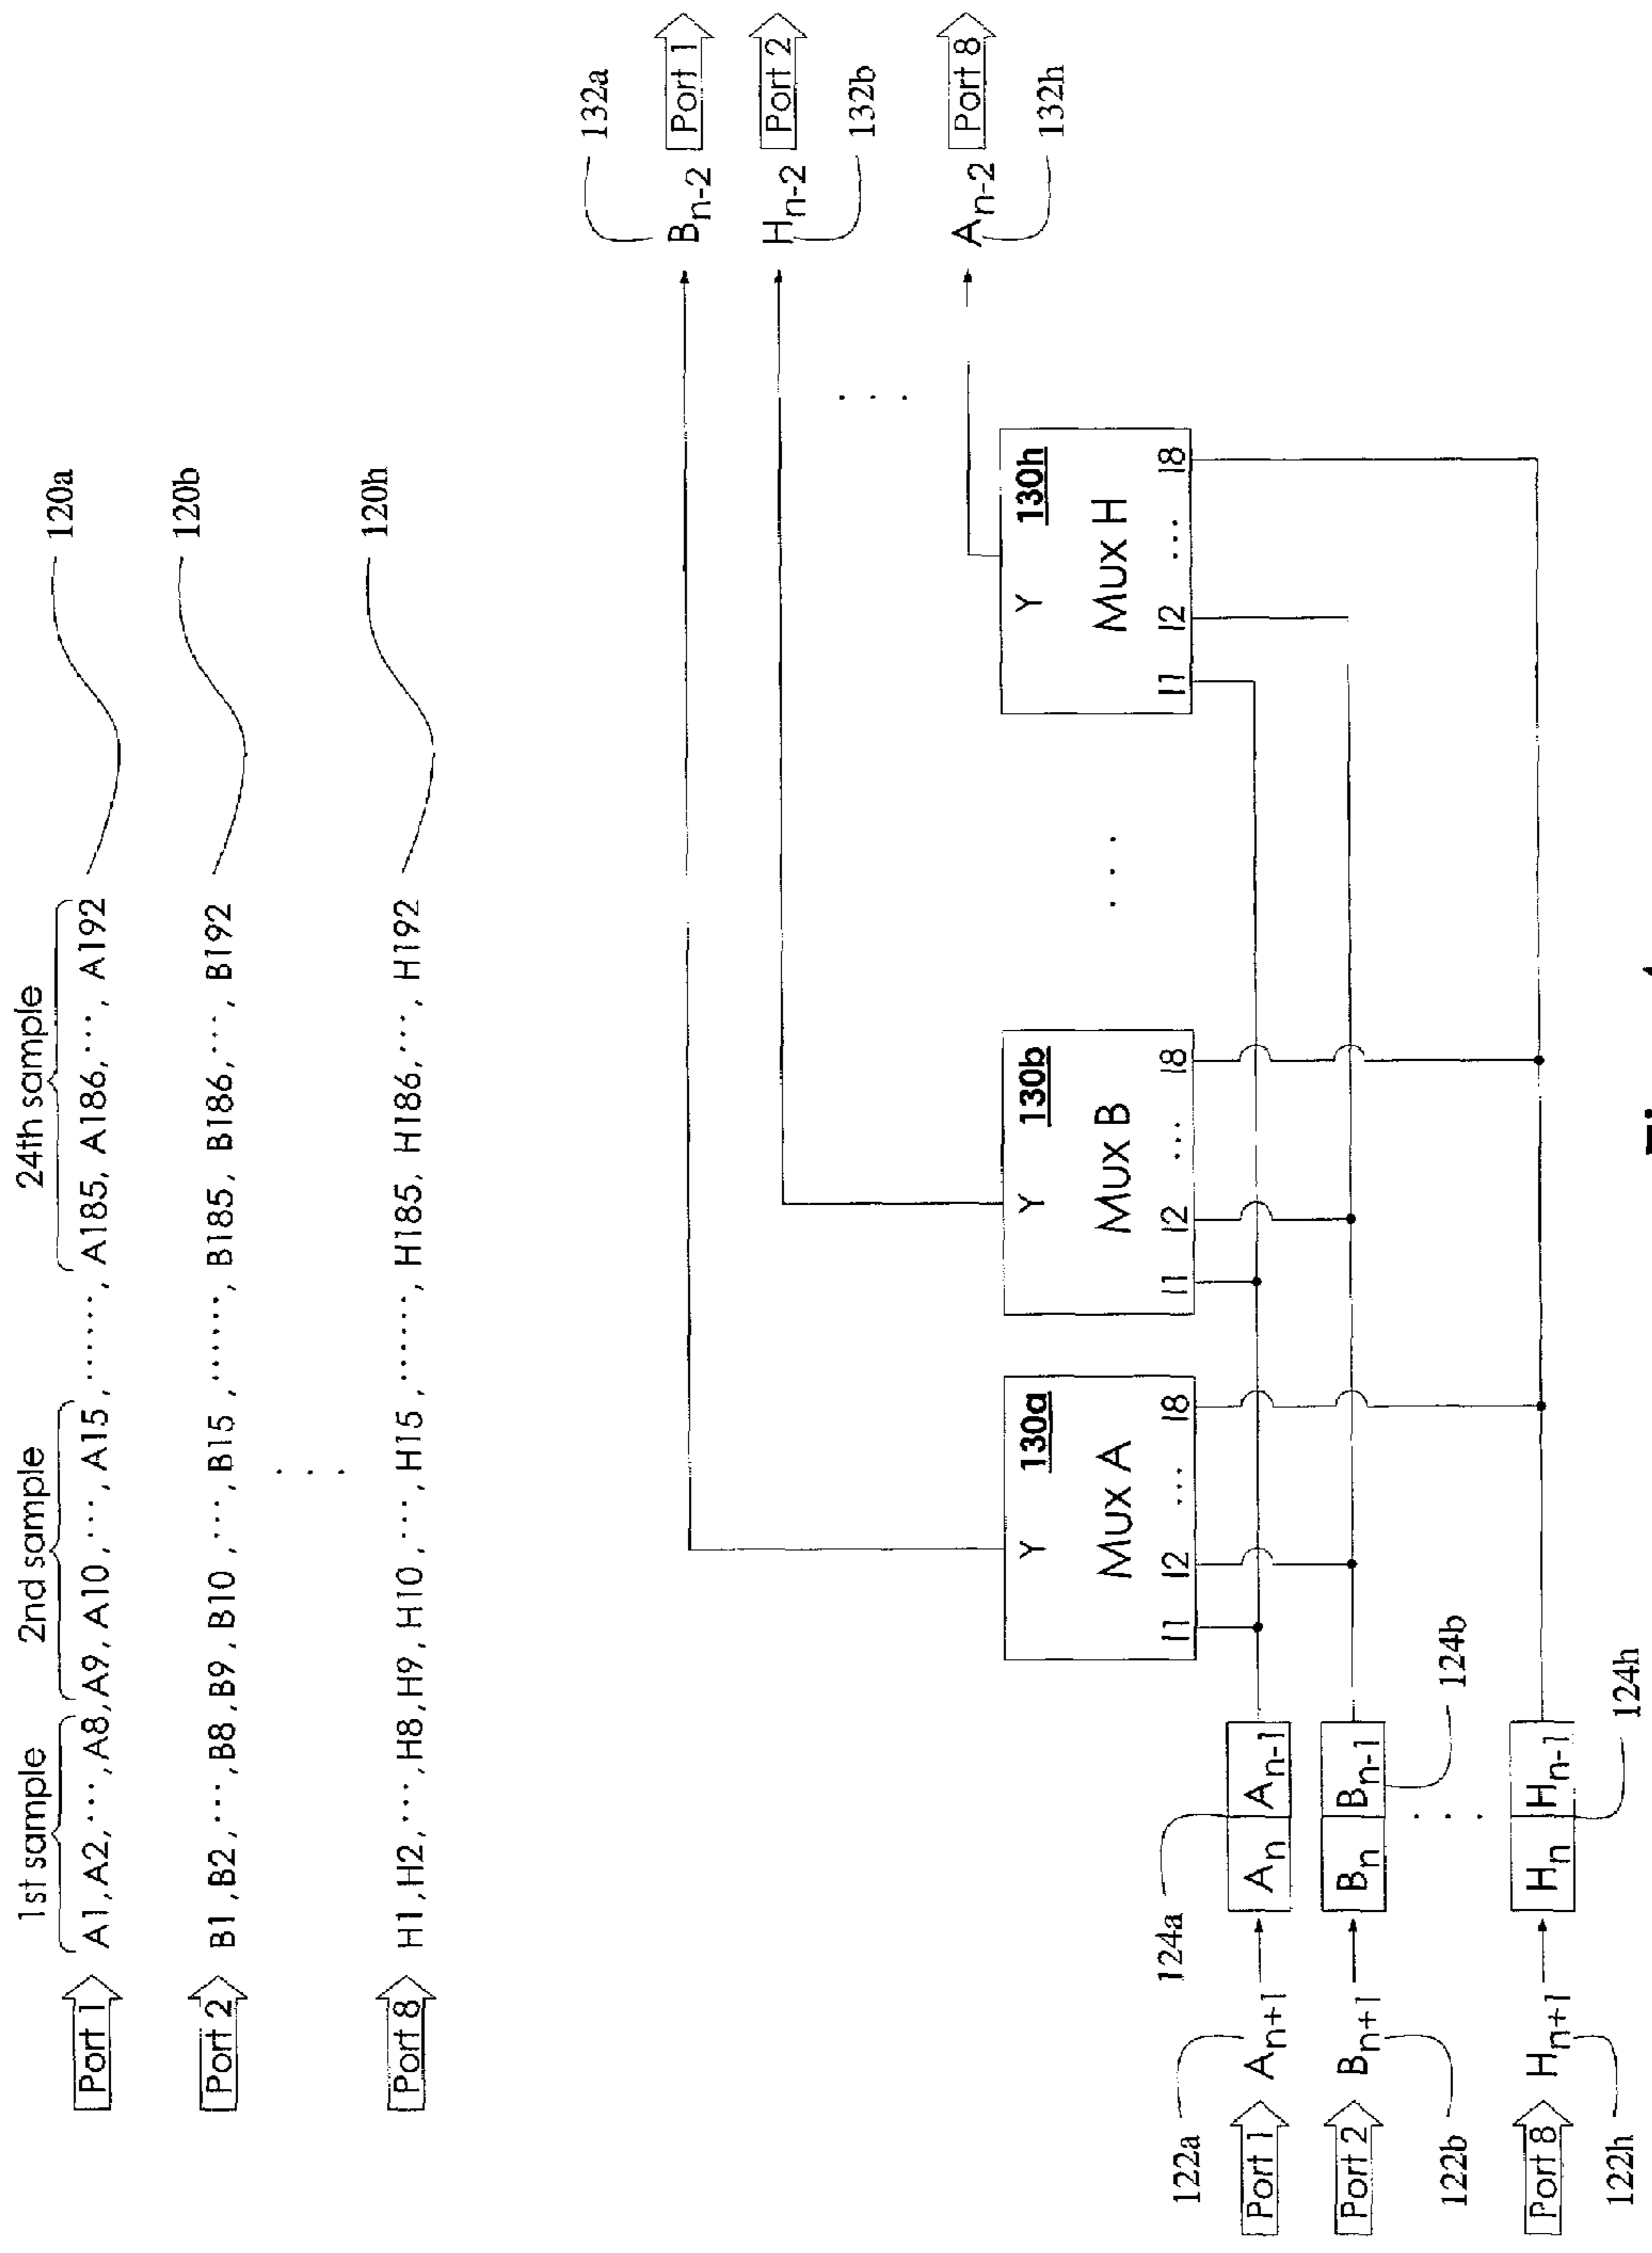 1st sample 2nd sample 24th sample
Port 1 A1, A2, ···, A8, A9, A10, ···, A15, ······, A185, A186, ···, A192 120a
Port 2 B1, B2, ···, B8, B9, B10, ···, B15, ······, B185, B186, ···, B192 120b
· · ·
Port 8 H1, H2, ···, H8, H9, H10, ···, H15, ······, H185, H186, ···, H192 120h
132a
Bn-2 Port 1
Hn-2 Port 2
132b
· · ·
An-2 Port 8
132h
Y 130a
Mux A
I1 I2 ··· I8
Y 130b
Mux B
I1 I2 ··· I8
· · ·
Y 130h
Mux H
I1 I2 ··· I8
122a 124a
Port 1 An+1 An An-1
Port 2 Bn+1 Bn Bn-1
122b 124b
· · ·
Port 8 Hn+1 Hn Hn-1
122h 124h